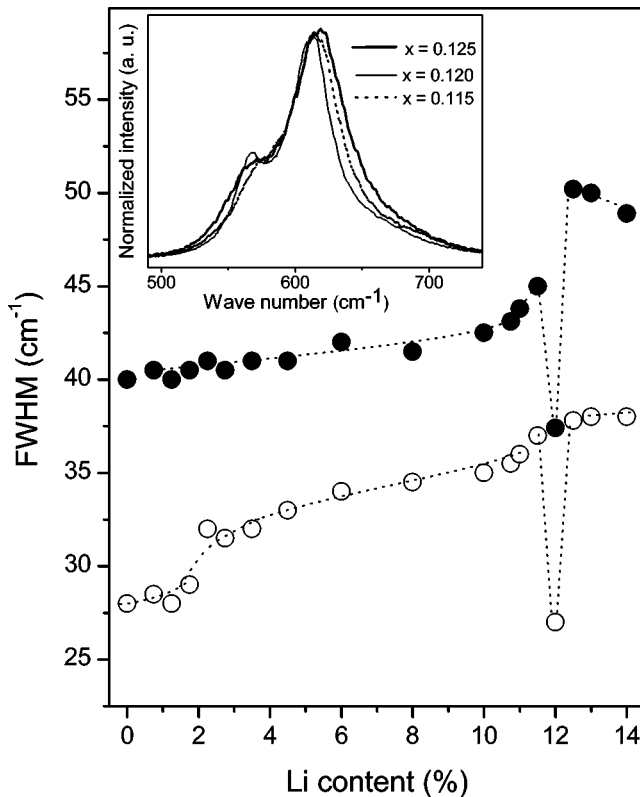 Normalized intensity (a. u.)
x = 0.125
x = 0.120
x = 0.115
500 600 700
Wave number (cm-1)
FWHM (cm-1)
55
50
45
40
35
30
25
0 2 4 6 8 10 12 14
Li content (%)